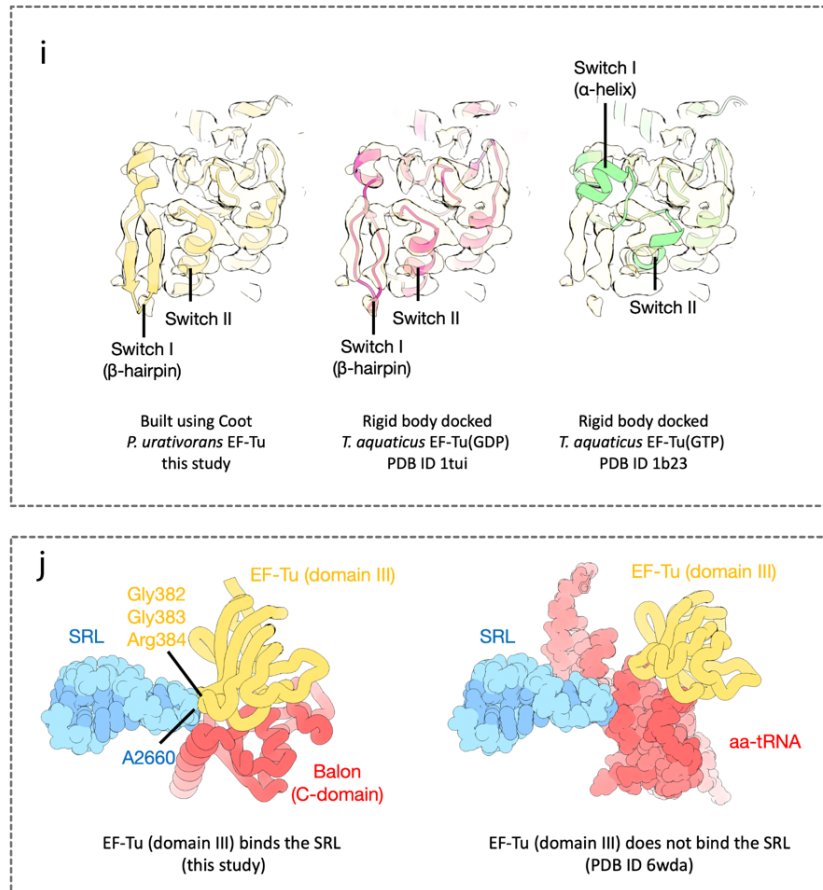 i
Switch I
(α-helix)
Switch II
Switch I
(β-hairpin)
Switch II
Switch I
(β-hairpin)
Switch II
Built using Coot
P. urativorans EF-Tu
this study
Rigid body docked
T. aquaticus EF-Tu(GDP)
PDB ID 1tui
Rigid body docked
T. aquaticus EF-Tu(GTP)
PDB ID 1b23
j
EF-Tu (domain III)
Gly382
Gly383
Arg384
SRL
A2660
Balon
(C-domain)
EF-Tu (domain III) binds the SRL
(this study)
EF-Tu (domain III)
SRL
aa-tRNA
EF-Tu (domain III) does not bind the SRL
(PDB ID 6wda)